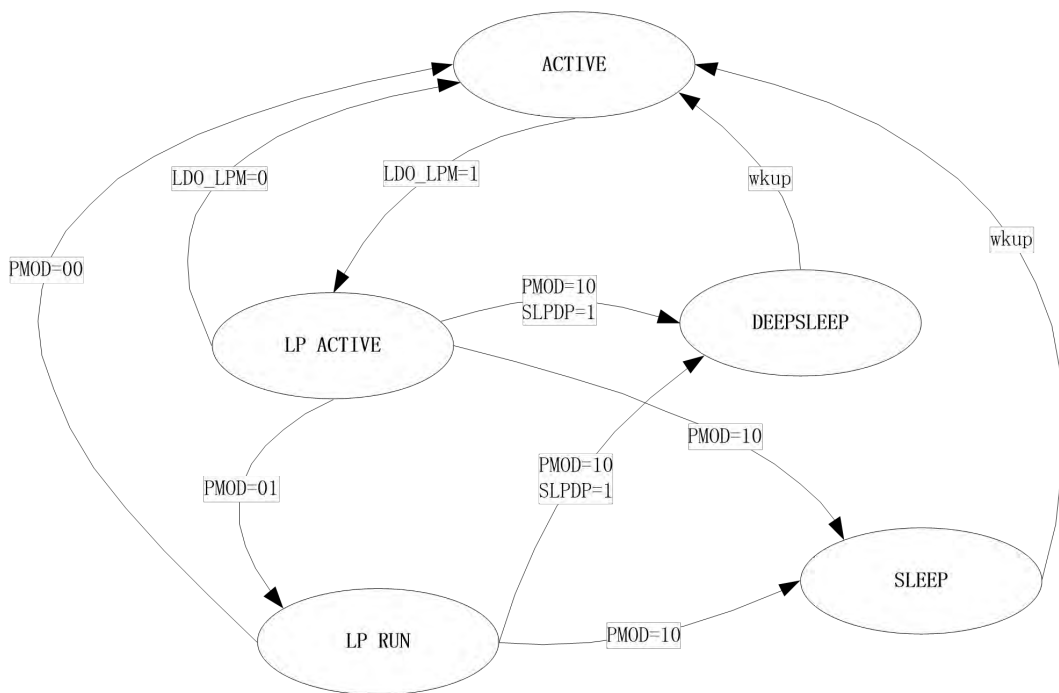 ACTIVE
LDO_LPM=0
LDO_LPM=1
wkup
wkup
PMOD=00
PMOD=10
SLPDP=1
DEEPSLEEP
LP ACTIVE
PMOD=10
PMOD=10
SLPDP=1
PMOD=01
SLEEP
LP RUN
PMOD=10